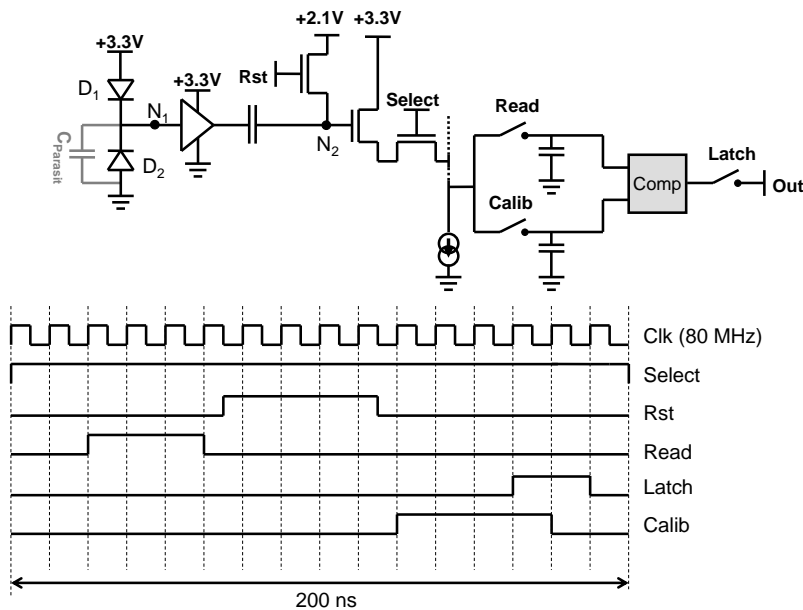 +2.1V +3.3V
+3.3V
D1
+3.3V
Rst
N1
Select
Read
CParasit
N2
D2
Latch
Comp
Out
Calib
Clk (80 MHz)
Select
Rst
Read
Latch
Calib
200 ns